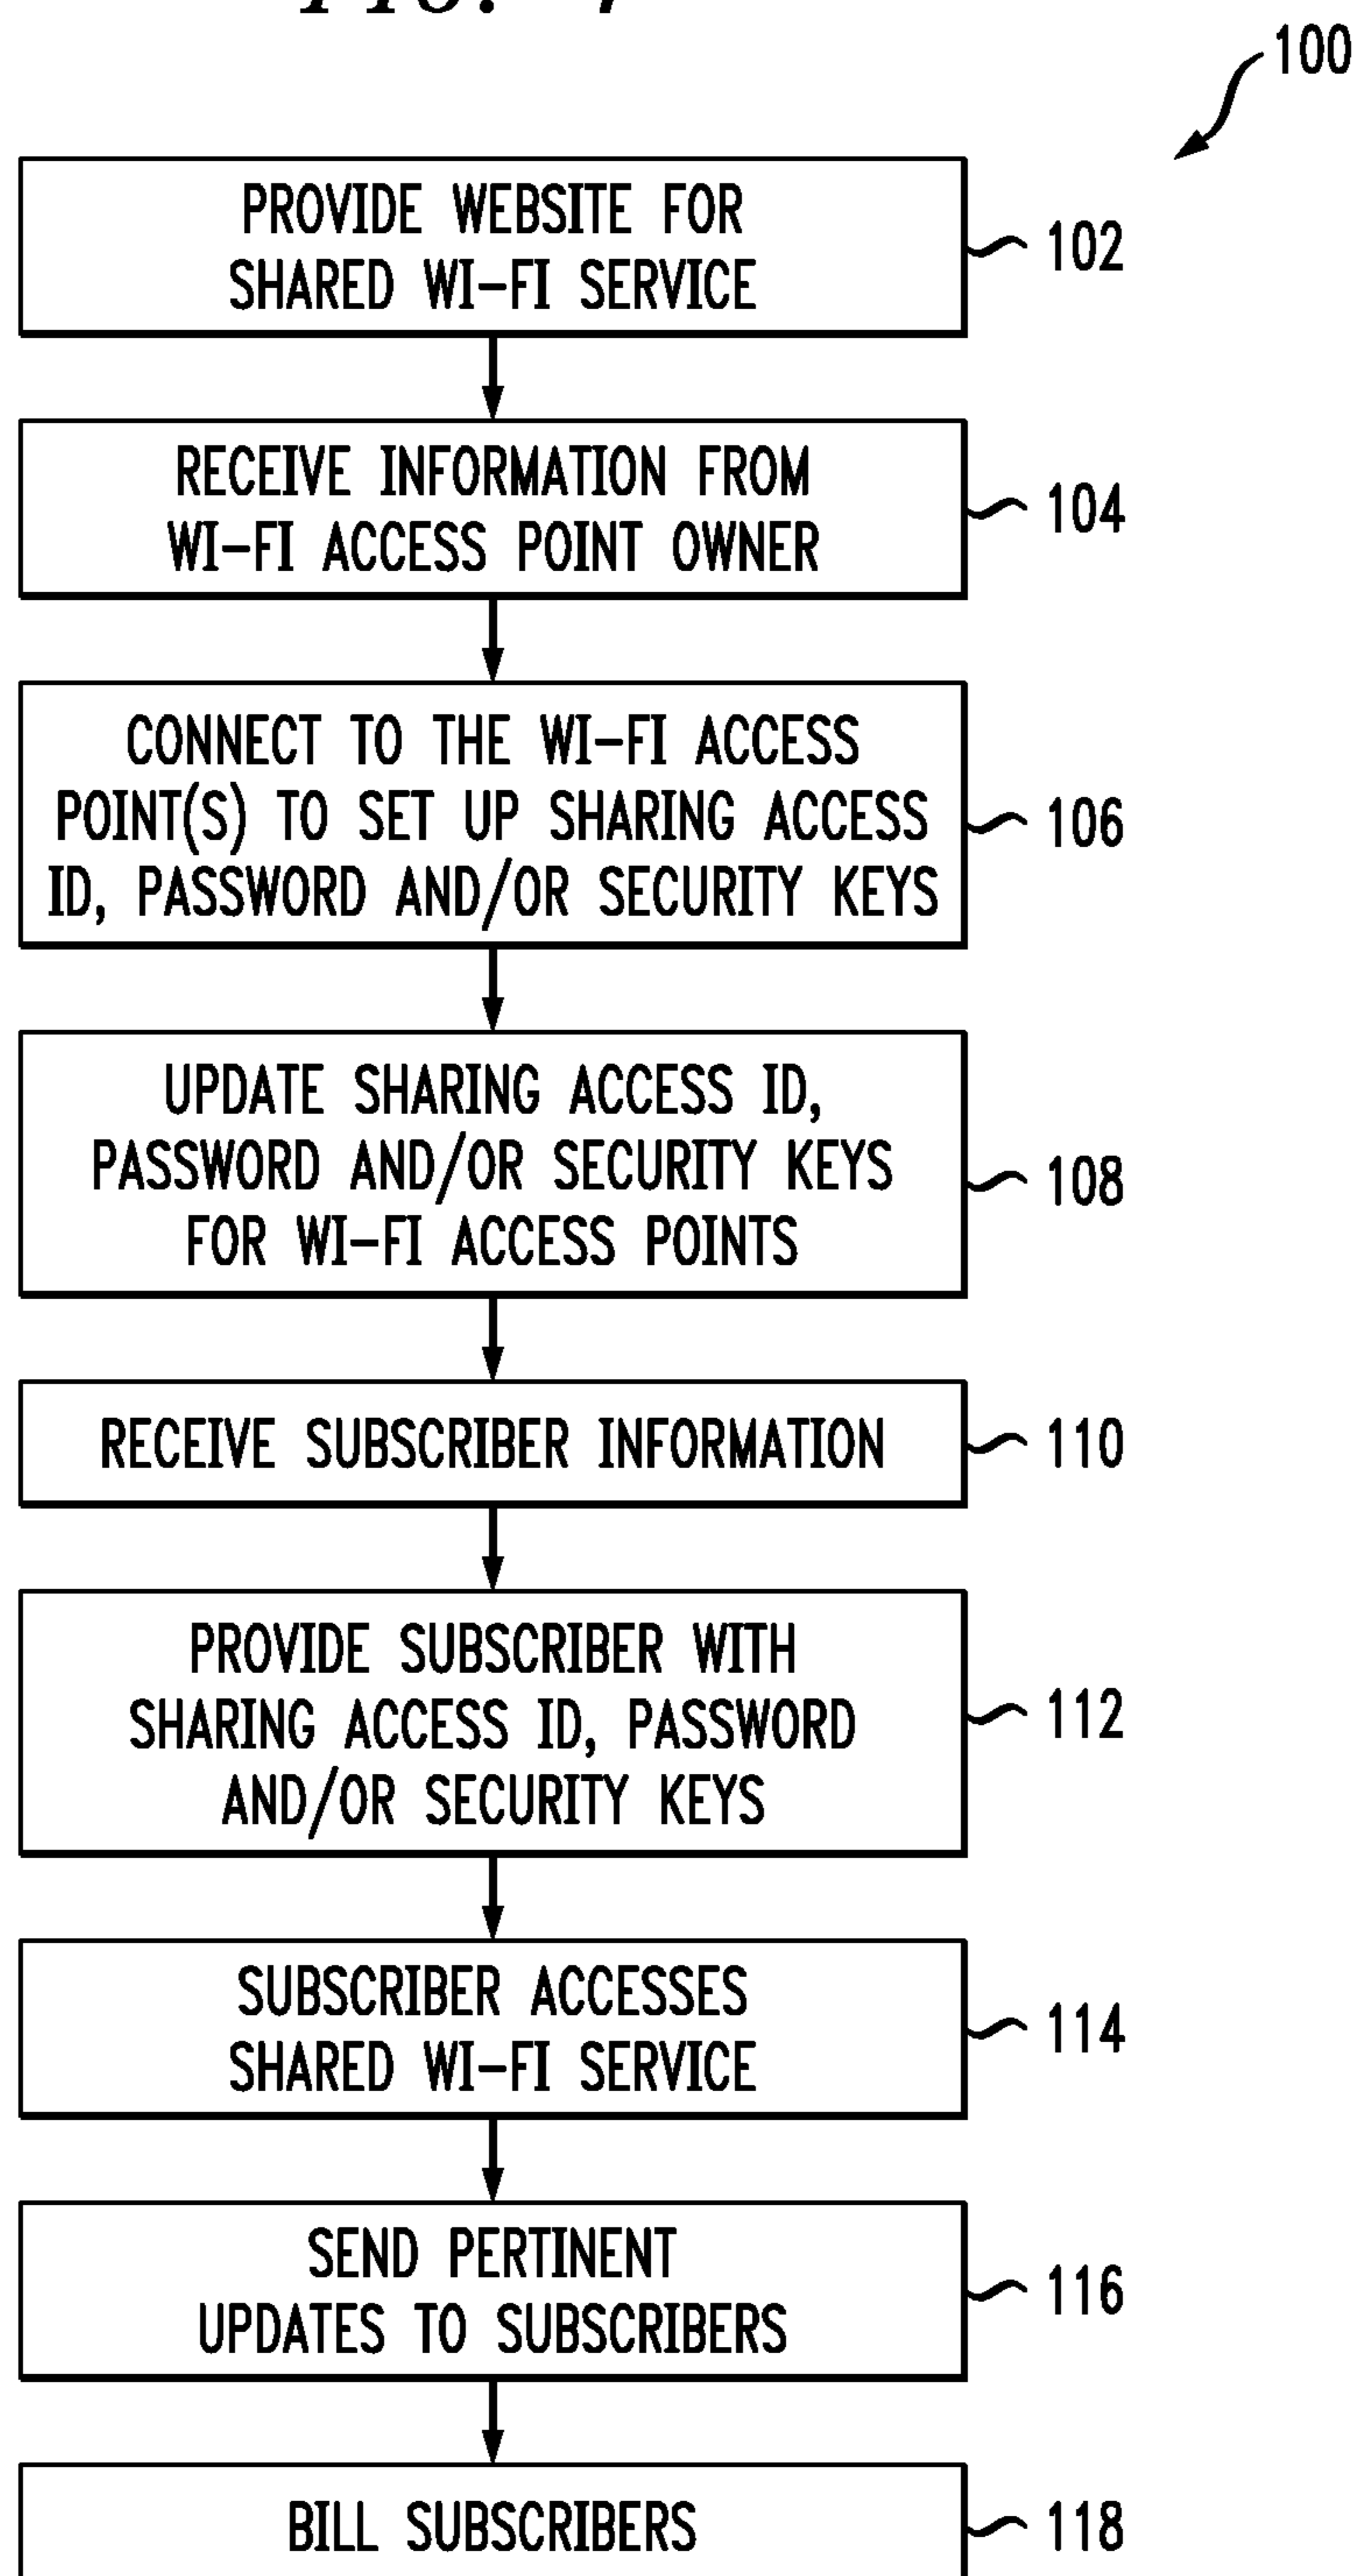 100
PROVIDE WEBSITE FOR
SHARED WI-FI SERVICE
102
RECEIVE INFORMATION FROM
WI-FI ACCESS POINT OWNER
104
CONNECT TO THE WI-FI ACCESS
POINT(S) TO SET UP SHARING ACCESS
ID, PASSWORD AND/OR SECURITY KEYS
106
UPDATE SHARING ACCESS ID,
PASSWORD AND/OR SECURITY KEYS
FOR WI-FI ACCESS POINTS
108
RECEIVE SUBSCRIBER INFORMATION
110
PROVIDE SUBSCRIBER WITH
SHARING ACCESS ID, PASSWORD
AND/OR SECURITY KEYS
112
SUBSCRIBER ACCESSES
SHARED WI-FI SERVICE
114
SEND PERTINENT
UPDATES TO SUBSCRIBERS
116
BILL SUBSCRIBERS
118